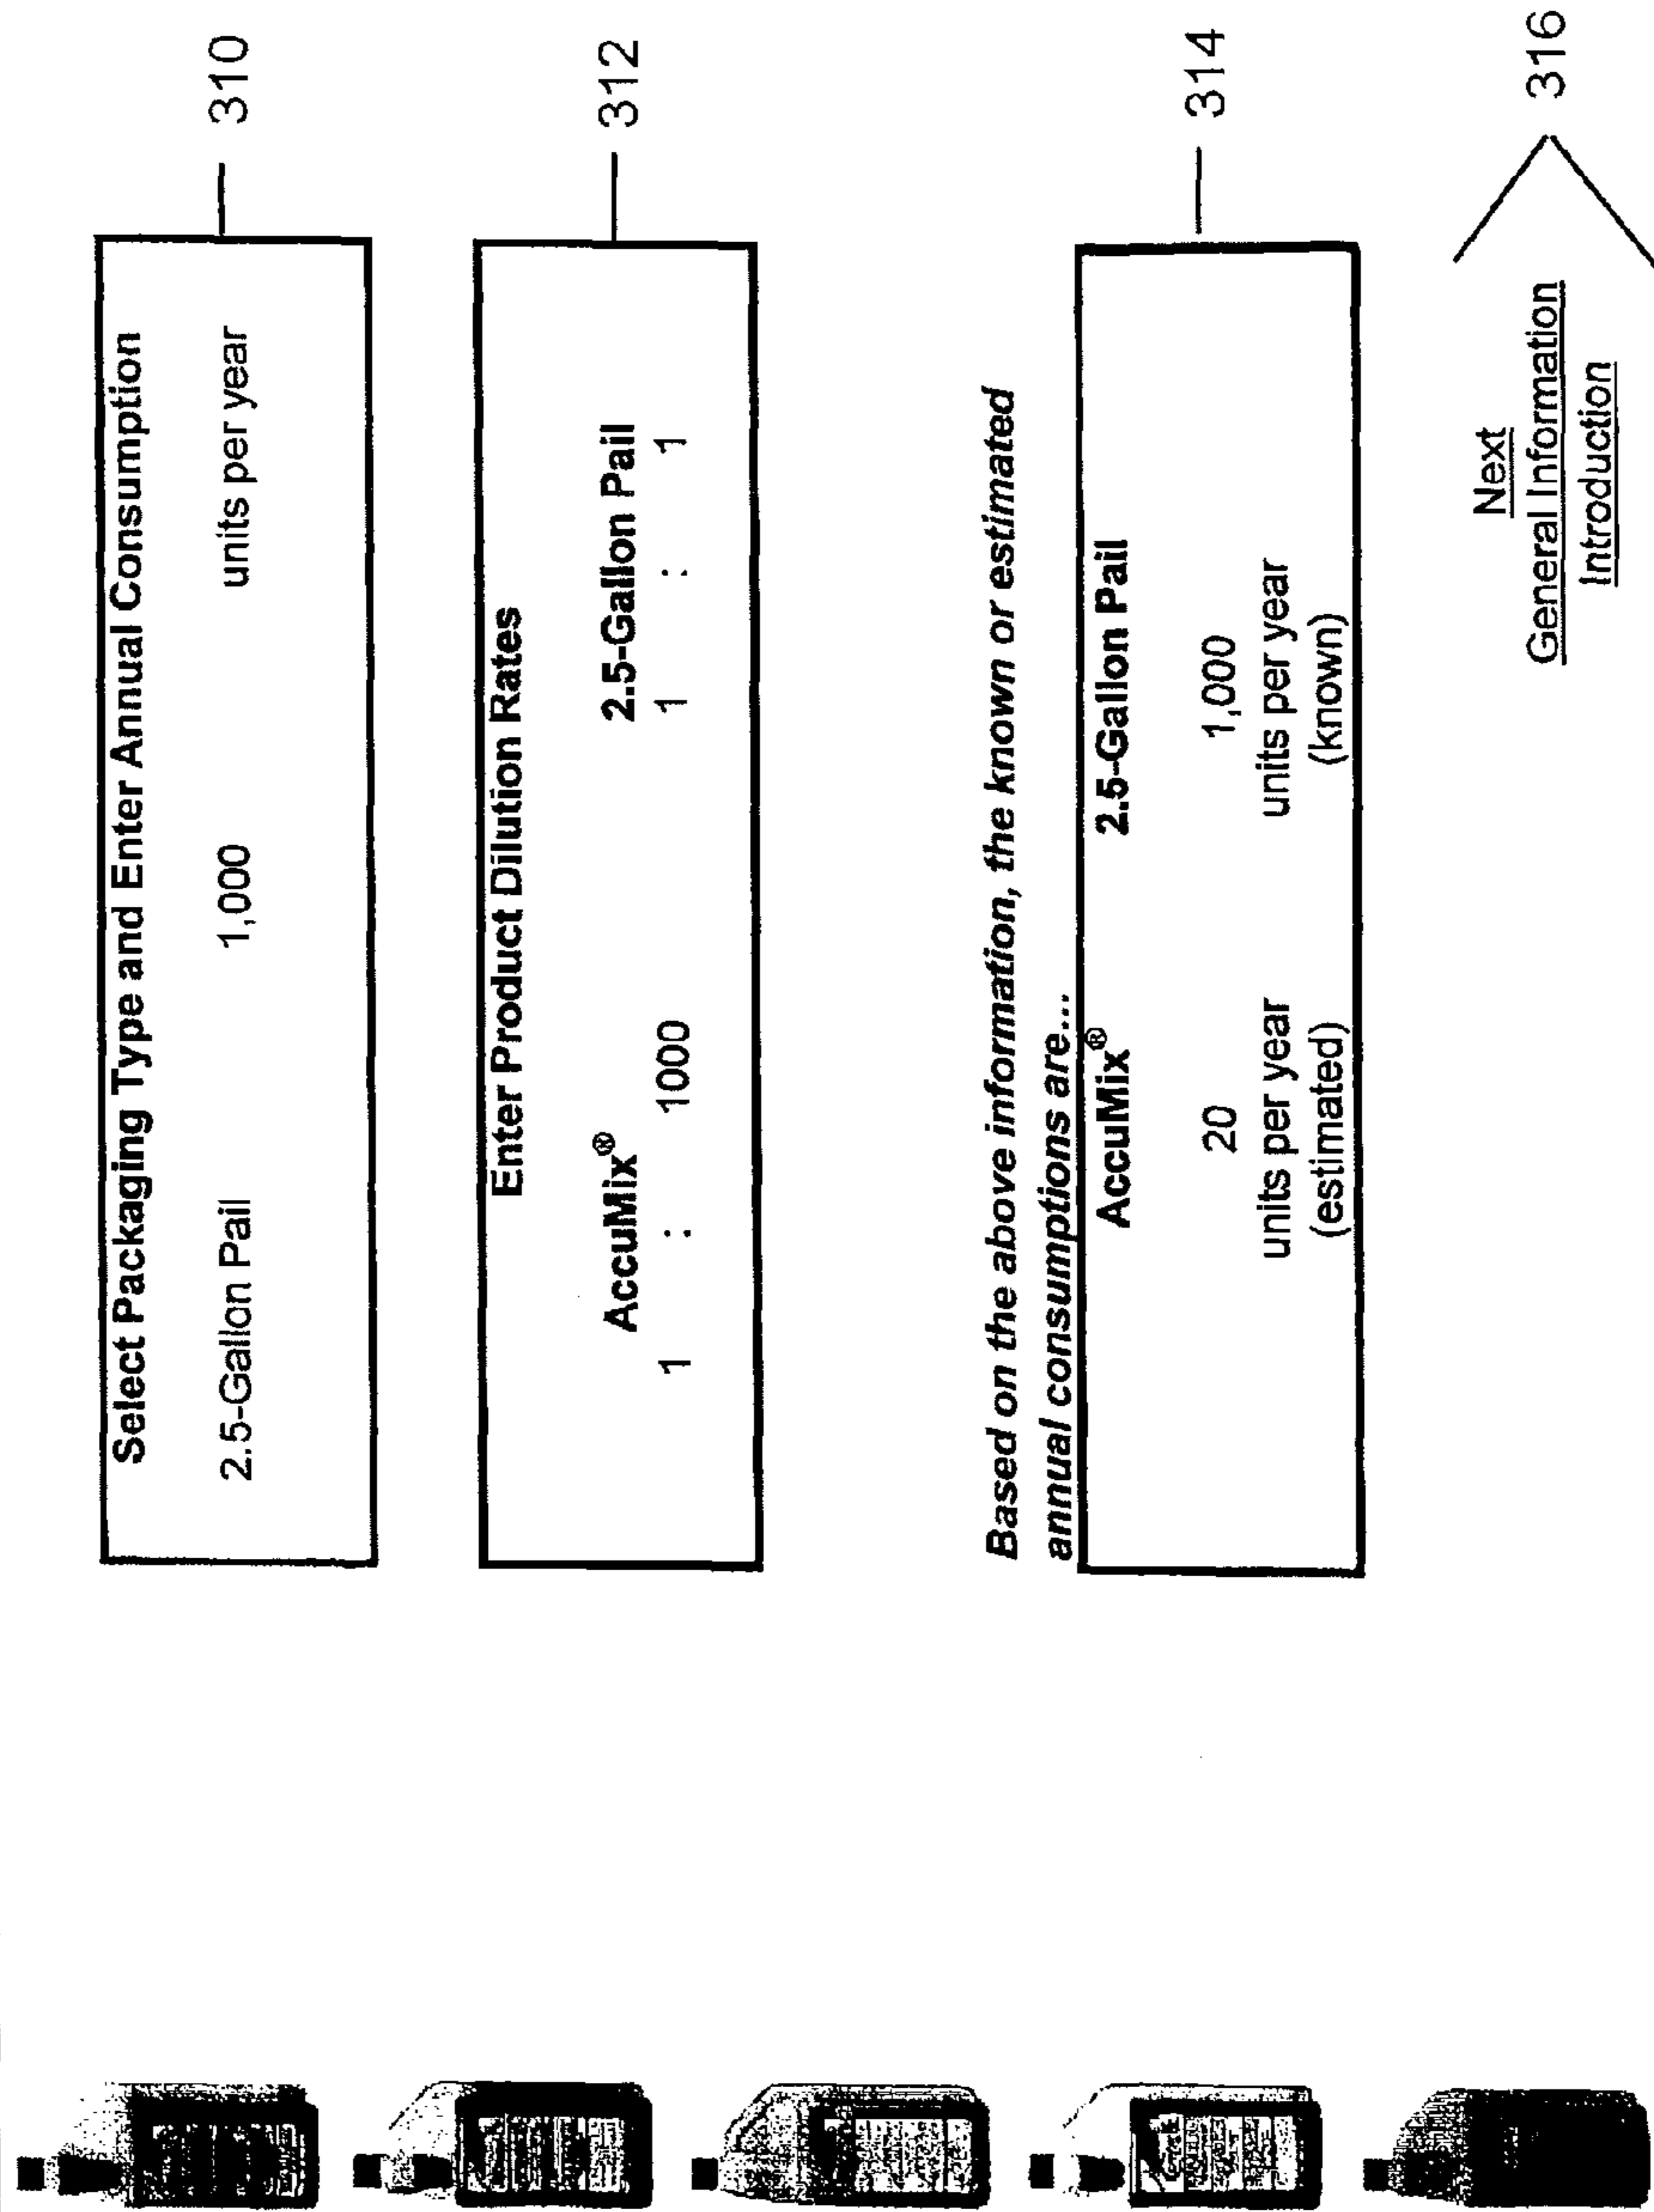 Select Packaging Type and Enter Annual Consumption
2.5-Gallon Pail 1,000 units per year
310
Enter Product Dilution Rates
AccuMix® 2.5-Gallon Pail
1 : 1000 1 : 1
312
Based on the above information, the known or estimated
annual consumptions are...
AccuMix® 2.5-Gallon Pail
20 1,000
units per year units per year
(estimated) (known)
314
Next
General Information
Introduction
316